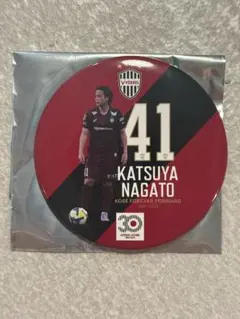 VISSEL
41
KATSUYA
NAGATO
KOBE FOREVER FORWARD
30